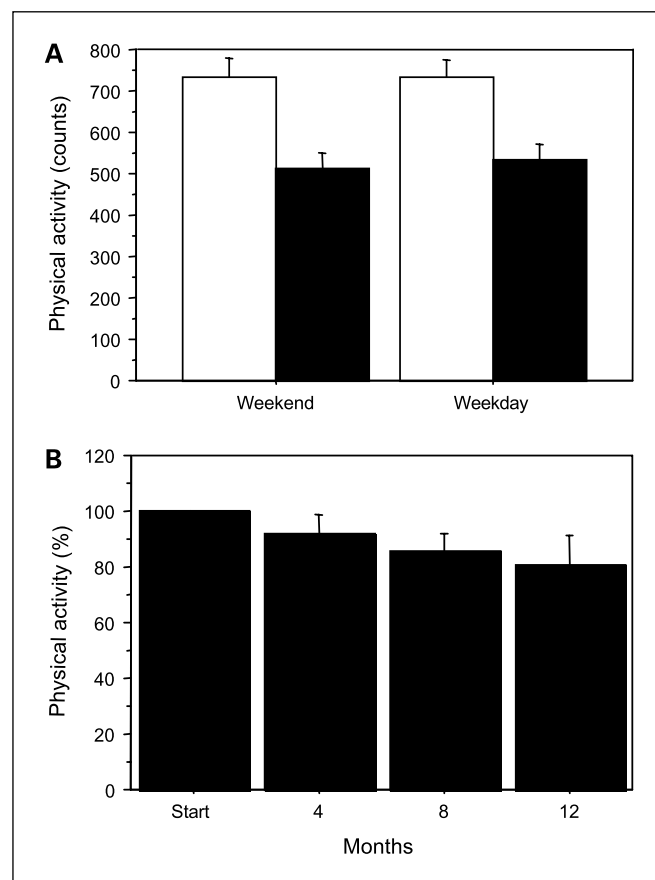 A
Physical activity (counts)
800
700
600
500
400
300
200
100
0
Weekend Weekday
B
Physical activity (%)
120
100
80
60
40
20
0
Start 4 8 12
Months